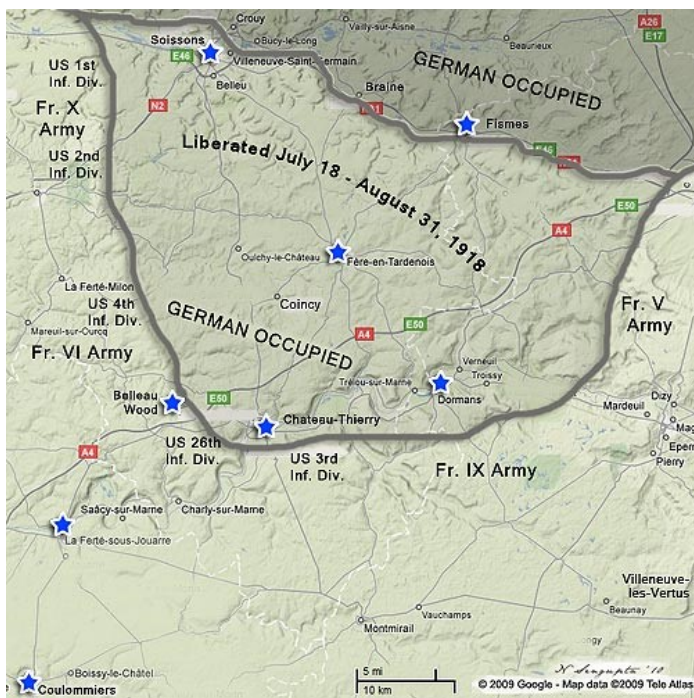 Crouy
Vailly-sur-Aisne
A26
E17
Soissons
Bucy-le-Long
Beaurieux
E46
Villeneuve-Saint-Germain
US 1st
Inf. Div.
Belleu
GERMAN OCCUPIED
Braine
Fr. X
Army
N2
Fismes
E46
US 2nd
Inf. Div.
Liberated July 18 - August 31, 1918
E50
A4
Oulchy-le-Château
Fère-en-Tardenois
La Ferté-Milon
US 4th
Inf. Div.
Coincy
Fr. V
Army
Mareuil-sur-Ourcq
GERMAN OCCUPIED
E50
A4
Fr. VI Army
Verneuil
Troissy
Trélou-sur-Marne
Dormans
Belleau
Wood
E50
Dizy
Mardeuil
Chateau-Thierry
Mag
Eper
Pierry
US 26th
Inf. Div.
US 3rd
Inf. Div.
Fr. IX Army
A4
Saâcy-sur-Marne
Charly-sur-Marne
La Ferté-sous-Jouarre
Villeneuve-
les-Vertus
Beaunay
Vauchamps
Montmirail
ogy
Boissy-le-Châtel
Coulommiers
5 mi
10 km
N Sengupta '10
© 2009 Google - Map data ©2009 Tele Atlas